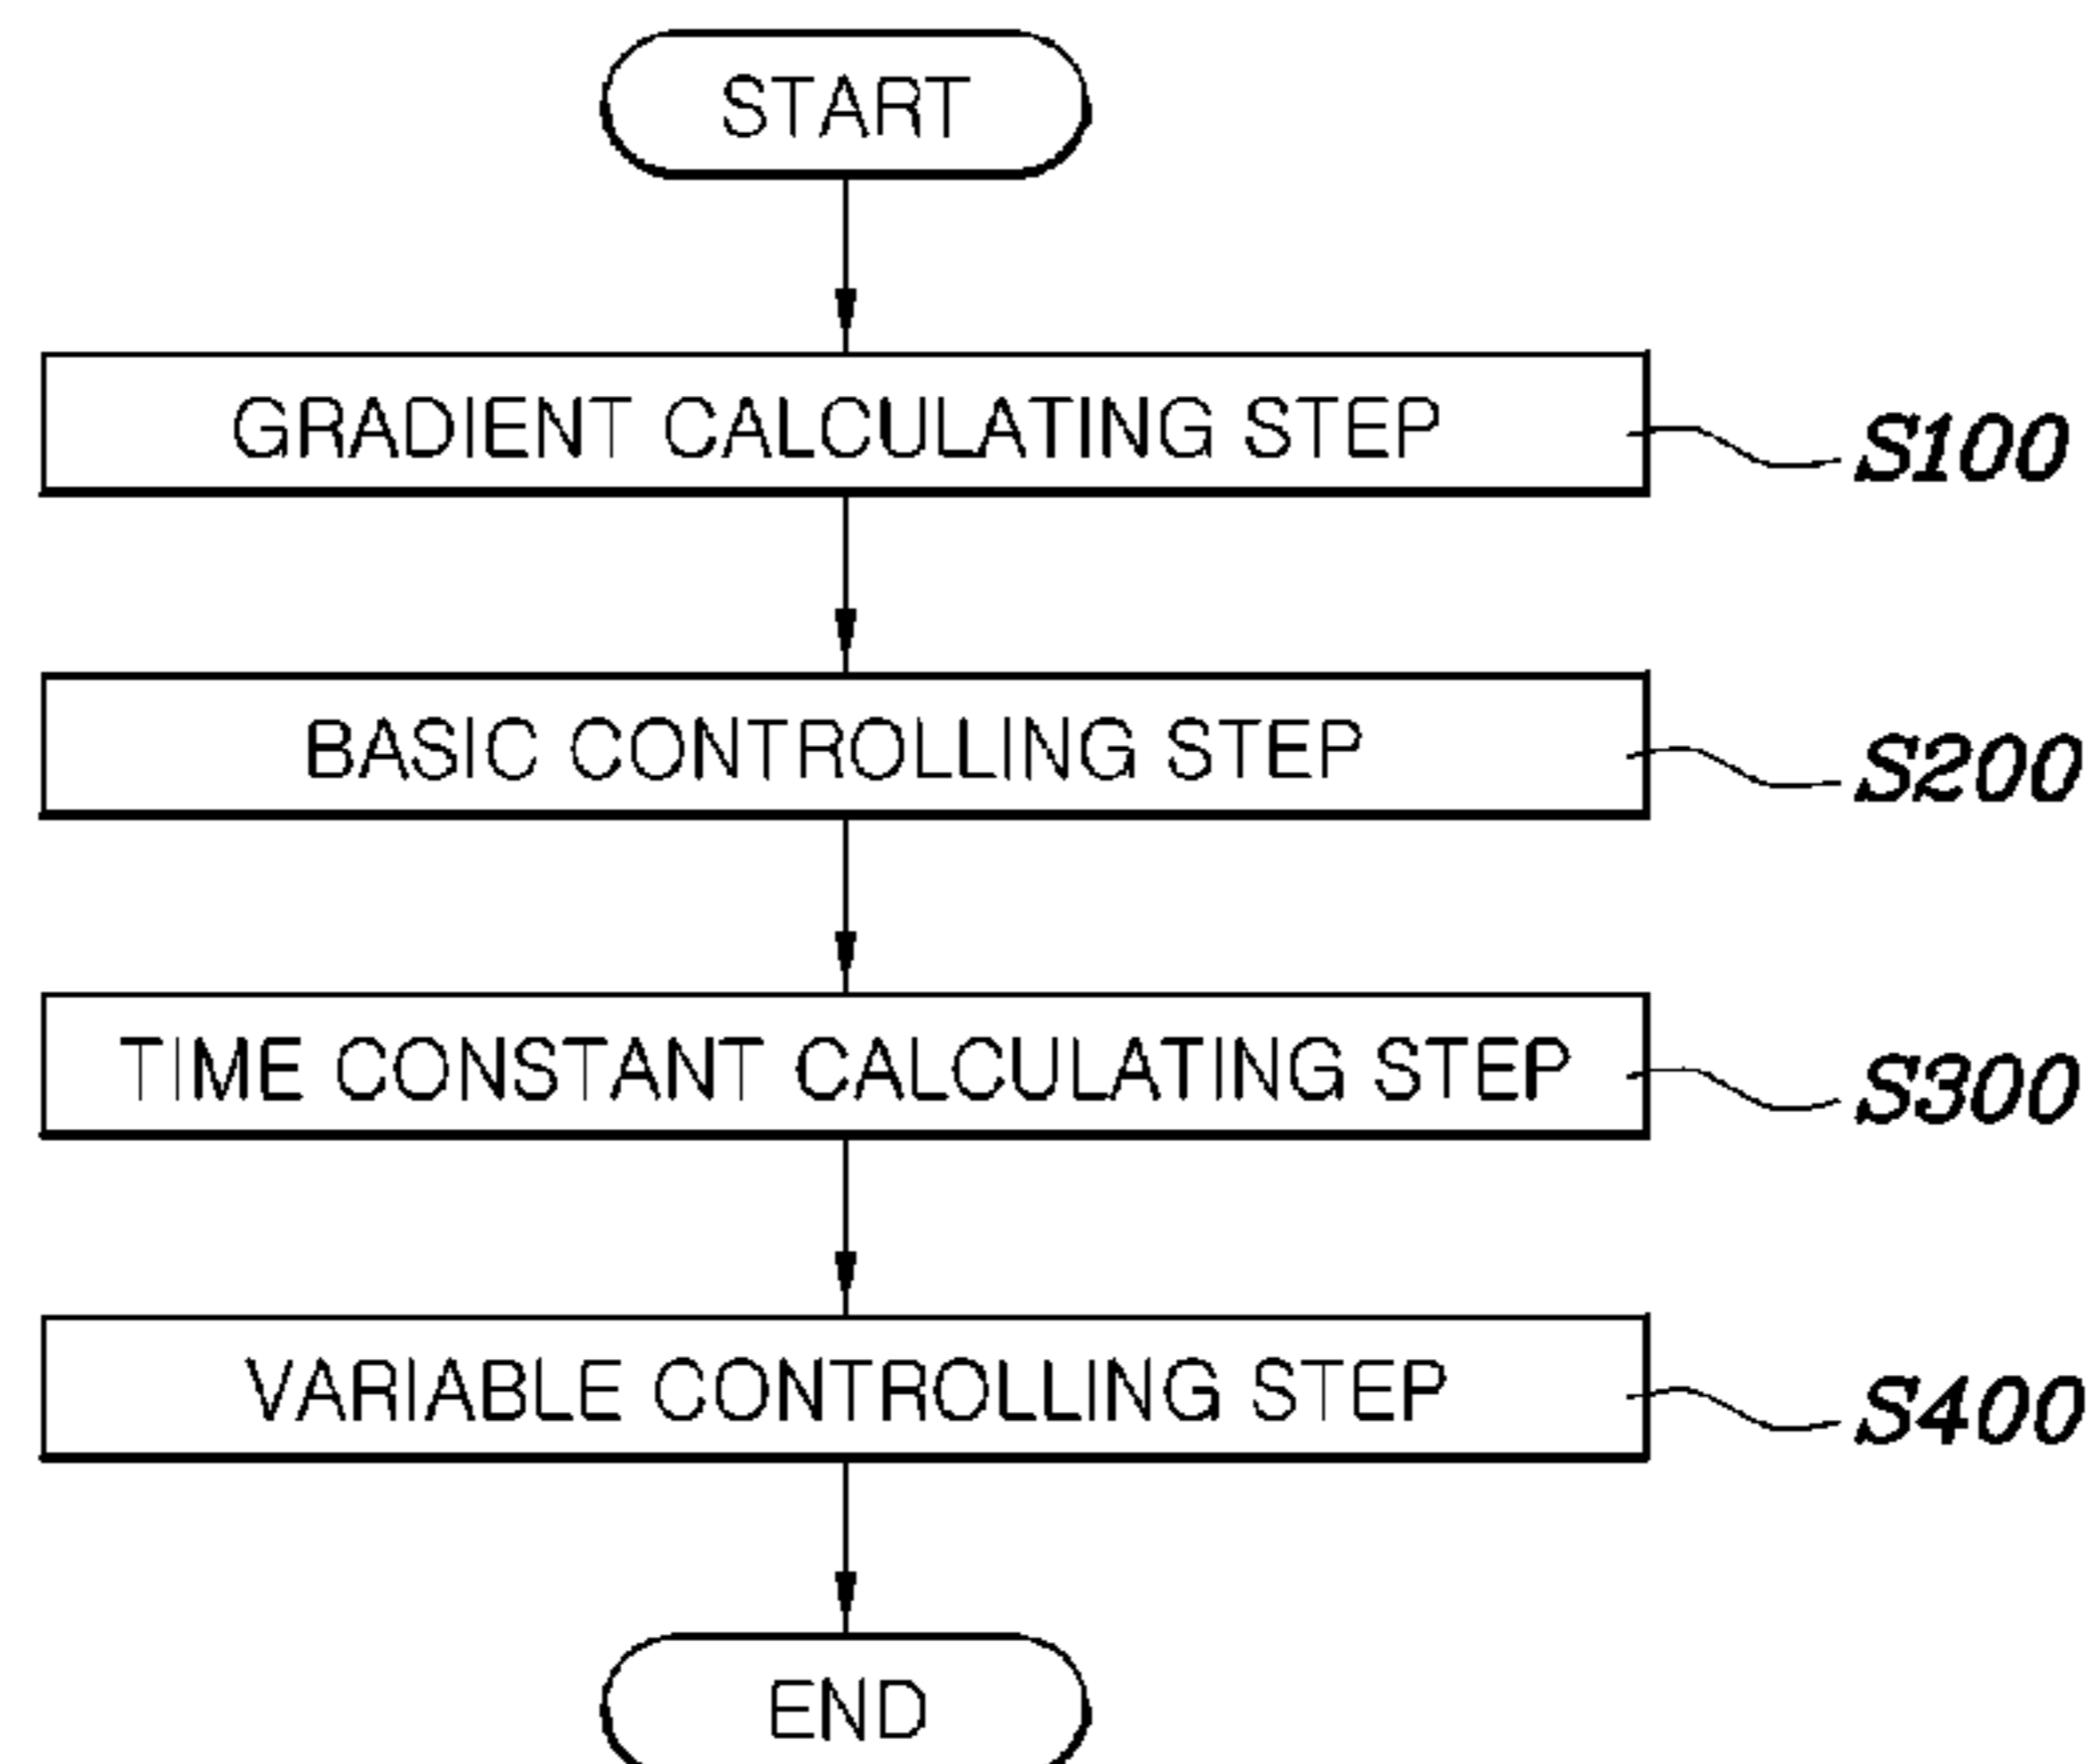 START
GRADIENT CALCULATING STEP
S100
BASIC CONTROLLING STEP
S200
TIME CONSTANT CALCULATING STEP
S300
VARIABLE CONTROLLING STEP
S400
END